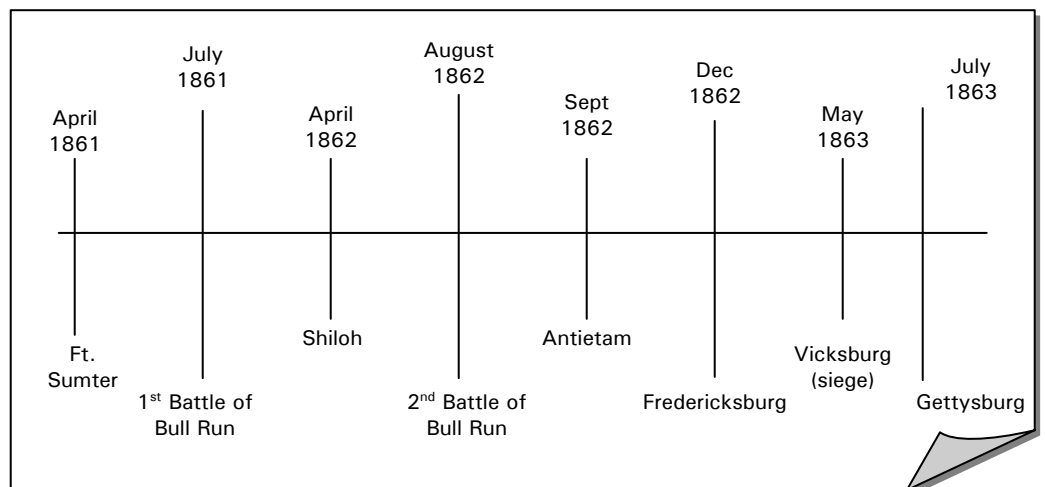 April
1861
July
1861
April
1862
August
1862
Sept
1862
Dec
1862
May
1863
July
1863
Ft.
Sumter
1st Battle of
Bull Run
Shiloh
2nd Battle of
Bull Run
Antietam
Fredericksburg
Vicksburg
(siege)
Gettysburg